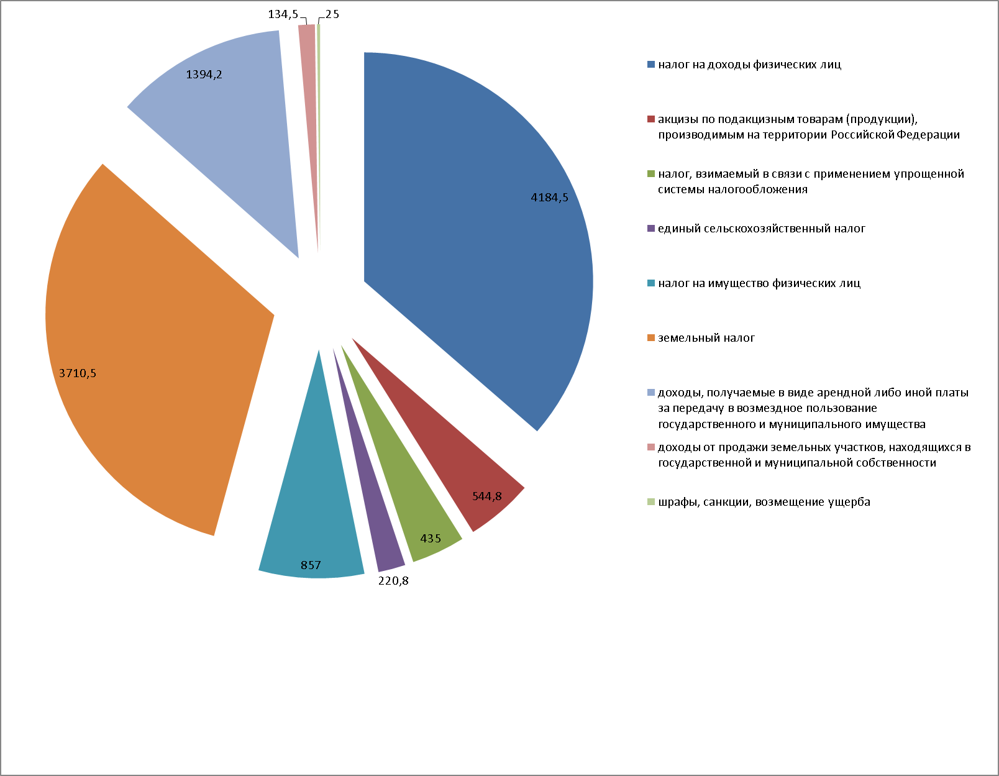 134,5
25
1394,2
4184,5
3710,5
544,8
435
857
220,8
налог на доходы физических лиц
акцизы по подакцизным товарам (продукции),
производимым на территории Российской Федерации
налог, взимаемый в связи с применением упрощенной
системы налогообложения
единый сельскохозяйственный налог
налог на имущество физических лиц
земельный налог
доходы, получаемые в виде арендной либо иной платы
за передачу в возмездное пользование
государственного и муниципального имущества
доходы от продажи земельных участков, находящихся в
государственной и муниципальной собственности
шрафы, санкции, возмещение ущерба